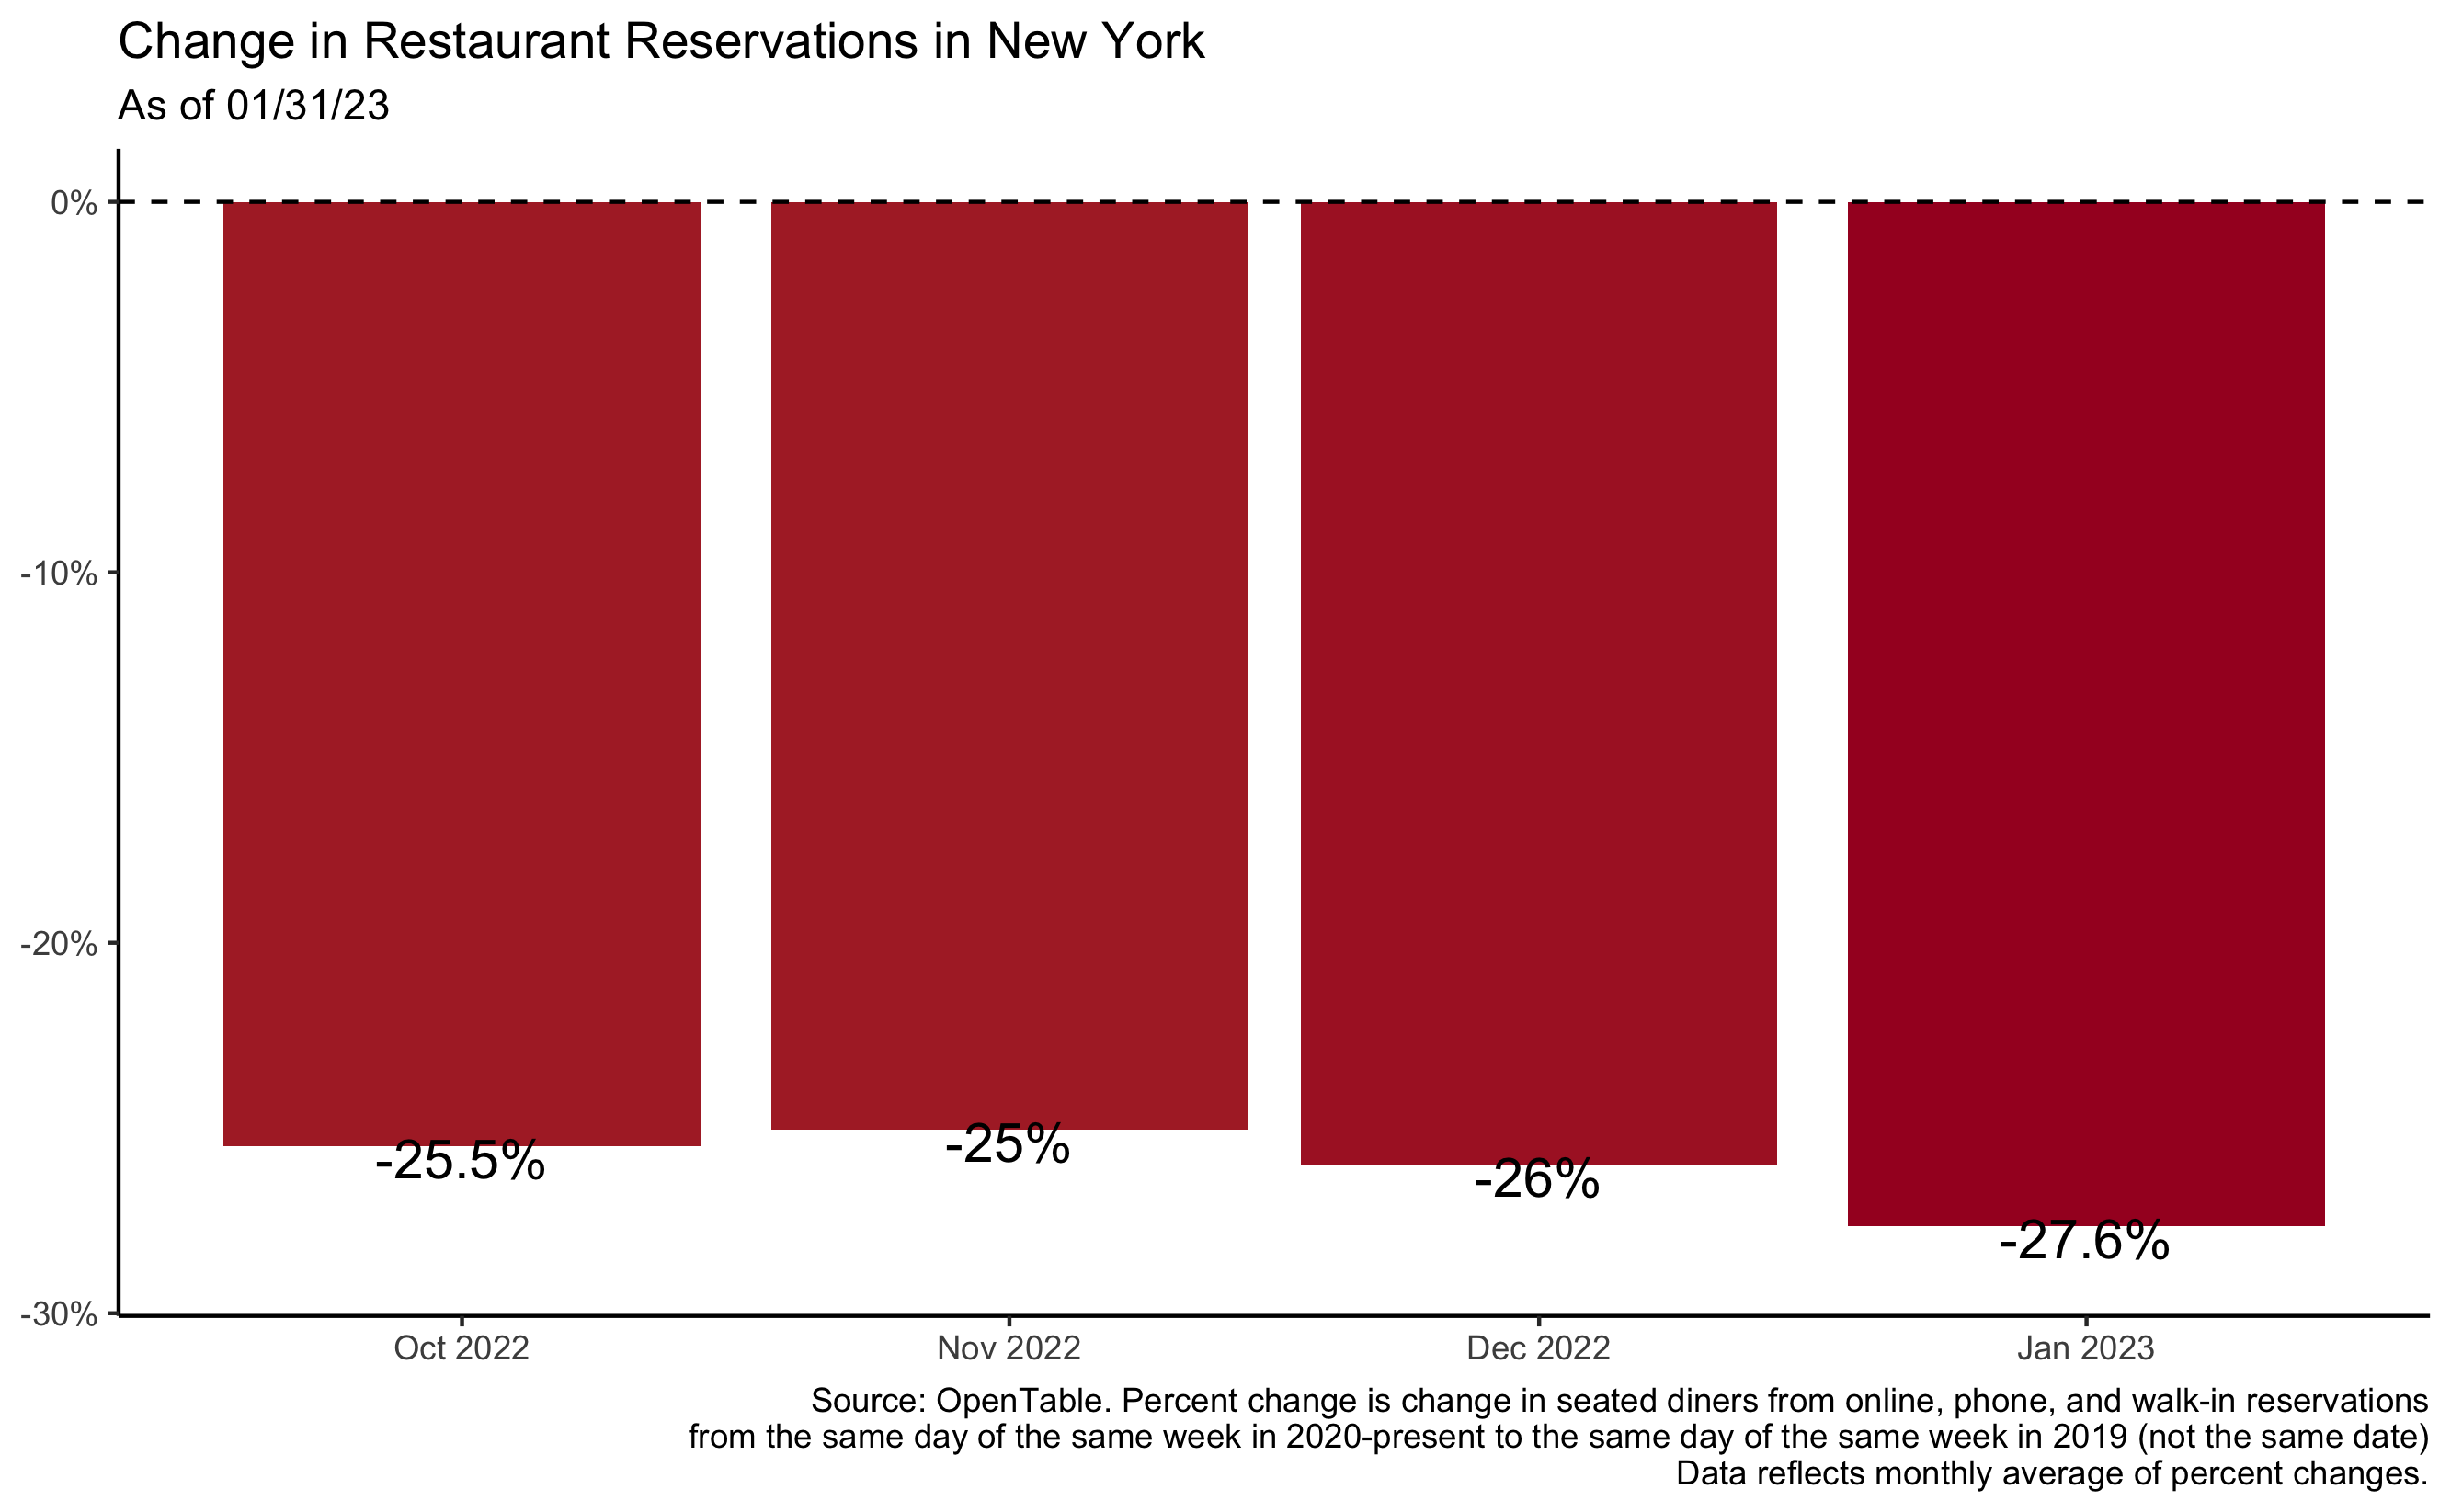 Change in Restaurant Reservations in New York
As of 01/31/23
0%
-10%
-20%
-30%
-25.5%
-25%
-26%
-27.6%
Oct 2022
Nov 2022
Dec 2022
Jan 2023
Source: OpenTable. Percent change is change in seated diners from online, phone, and walk-in reservations
from the same day of the same week in 2020-present to the same day of the same week in 2019 (not the same date)
Data reflects monthly average of percent changes.